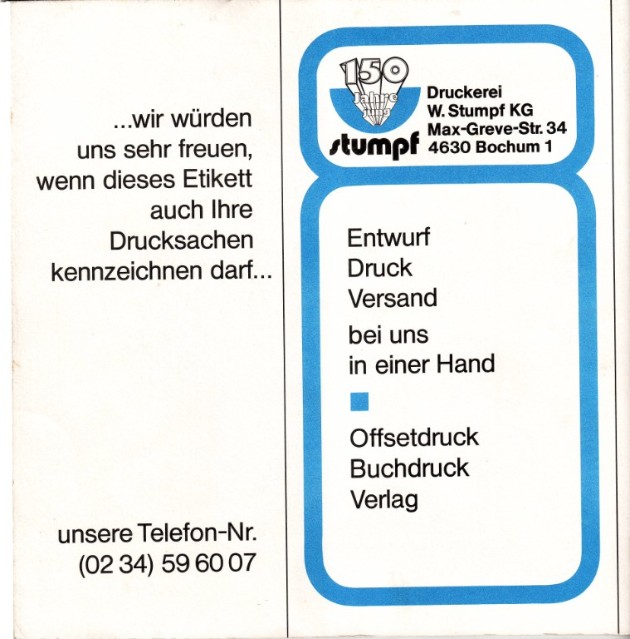 ...wir würden
uns sehr freuen,
wenn dieses Etikett
auch Ihre
Drucksachen
kennzeichnen darf...
unsere Telefon-Nr.
(02 34) 59 60 07
150
Jahre
jung
stumpf
Druckerei
W. Stumpf KG
Max-Greve-Str. 34
4630 Bochum 1
Entwurf
Druck
Versand
bei uns
in einer Hand
Offsetdruck
Buchdruck
Verlag